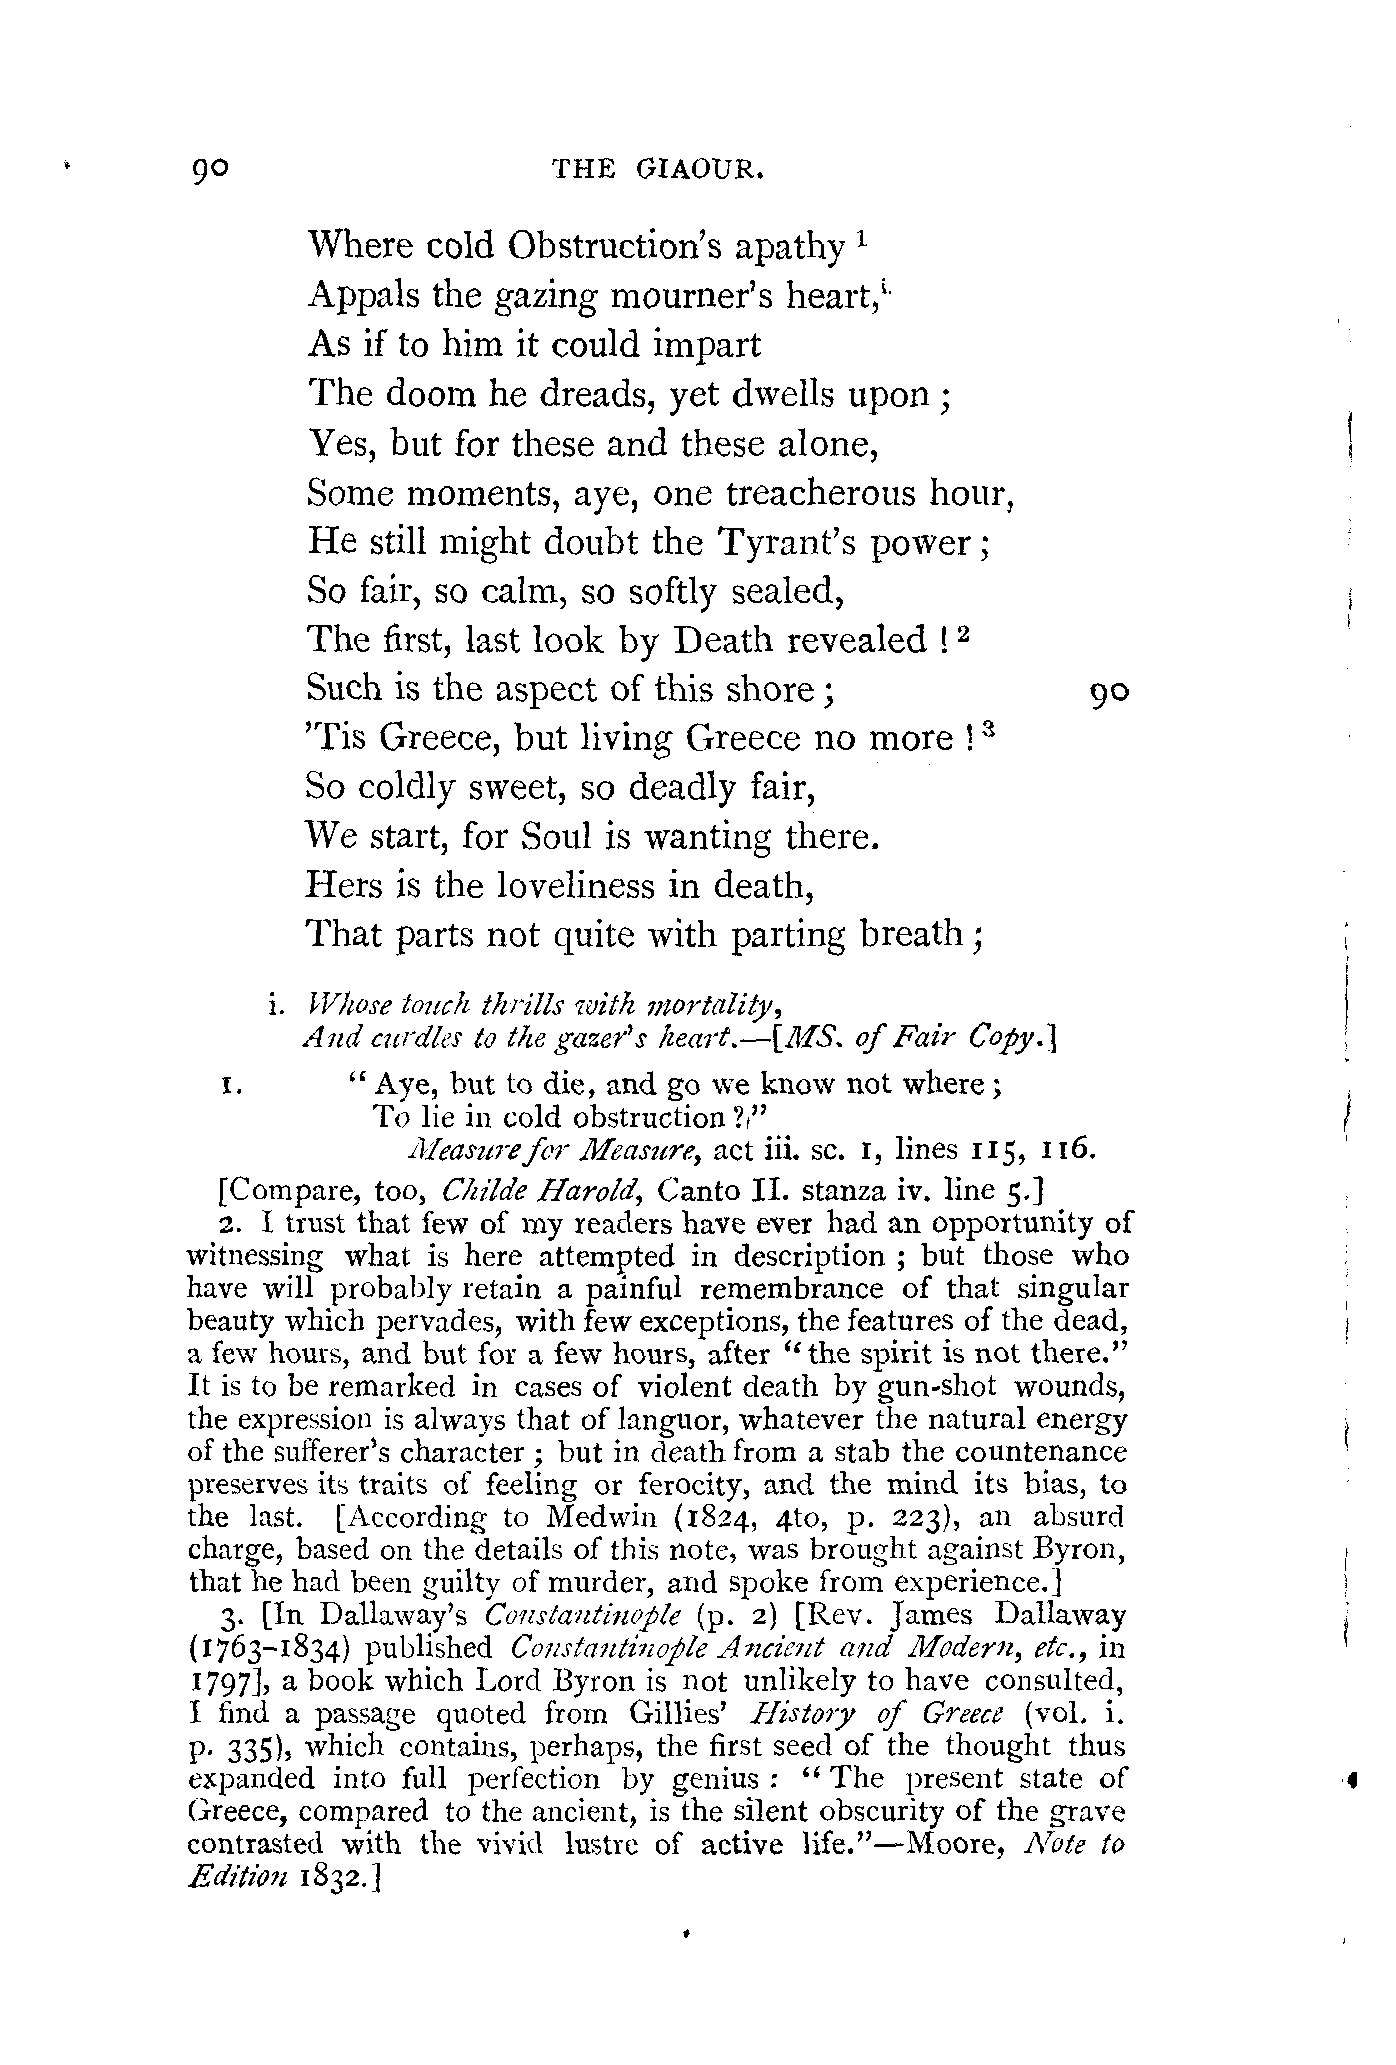 90 THE GIAOUR.
Where cold Obstruction's apathy ¹
Appals the gazing mourner's heart,ⁱ·
As if to him it could impart
The doom he dreads, yet dwells upon ;
Yes, but for these and these alone,
Some moments, aye, one treacherous hour,
He still might doubt the Tyrant's power ;
So fair, so calm, so softly sealed,
The first, last look by Death revealed ! ²
Such is the aspect of this shore ; 90
'Tis Greece, but living Greece no more ! ³
So coldly sweet, so deadly fair,
We start, for Soul is wanting there.
Hers is the loveliness in death,
That parts not quite with parting breath ;
i. Whose touch thrills with mortality,
And curdles to the gazer's heart.—[MS. of Fair Copy.]
1. "Aye, but to die, and go we know not where ;
To lie in cold obstruction ?"
Measure for Measure, act iii. sc. 1, lines 115, 116.
[Compare, too, Childe Harold, Canto II. stanza iv. line 5.]
2. I trust that few of my readers have ever had an opportunity of
witnessing what is here attempted in description ; but those who
have will probably retain a painful remembrance of that singular
beauty which pervades, with few exceptions, the features of the dead,
a few hours, and but for a few hours, after "the spirit is not there."
It is to be remarked in cases of violent death by gun-shot wounds,
the expression is always that of languor, whatever the natural energy
of the sufferer's character ; but in death from a stab the countenance
preserves its traits of feeling or ferocity, and the mind its bias, to
the last. [According to Medwin (1824, 4to, p. 223), an absurd
charge, based on the details of this note, was brought against Byron,
that he had been guilty of murder, and spoke from experience.]
3. [In Dallaway's Constantinople (p. 2) [Rev. James Dallaway
(1763-1834) published Constantinople Ancient and Modern, etc., in
1797], a book which Lord Byron is not unlikely to have consulted,
I find a passage quoted from Gillies' History of Greece (vol. i.
p. 335), which contains, perhaps, the first seed of the thought thus
expanded into full perfection by genius : "The present state of
Greece, compared to the ancient, is the silent obscurity of the grave
contrasted with the vivid lustre of active life."—Moore, Note to
Edition 1832.]